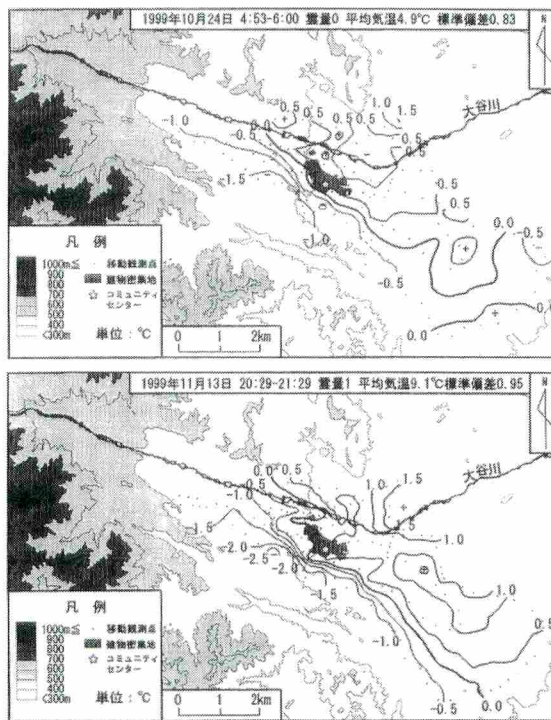 1999年10月24日 4:53-6:00 雲量0 平均気温4.9℃ 標準偏差0.83
N
1.0
0.5
0.5
0.0
0.5
0.5
1.5
大谷川
-1.0
-0.5
0.5
-1.5
0.5
0.5
0.0
-0.5
1.0
-0.5
0.0
凡 例
1000m≦
900
800
700
600
500
400
<300m
移動観測点
建物密集地
コミュニティ
センター
単位:℃
0 1 2km
1999年11月13日 20:29-21:29 雲量1 平均気温9.1℃標準偏差0.95
N
0.0
0.5
1.0
1.5
大谷川
0.5
-1.0
-1.5
-2.0
-2.5
-2.0
-1.5
1.0
1.0
0.5
-1.0
-0.5
0.0
凡 例
1000m≦
900
800
700
600
500
400
<300m
移動観測点
建物密集地
コミュニティ
センター
単位:℃
0 1 2km